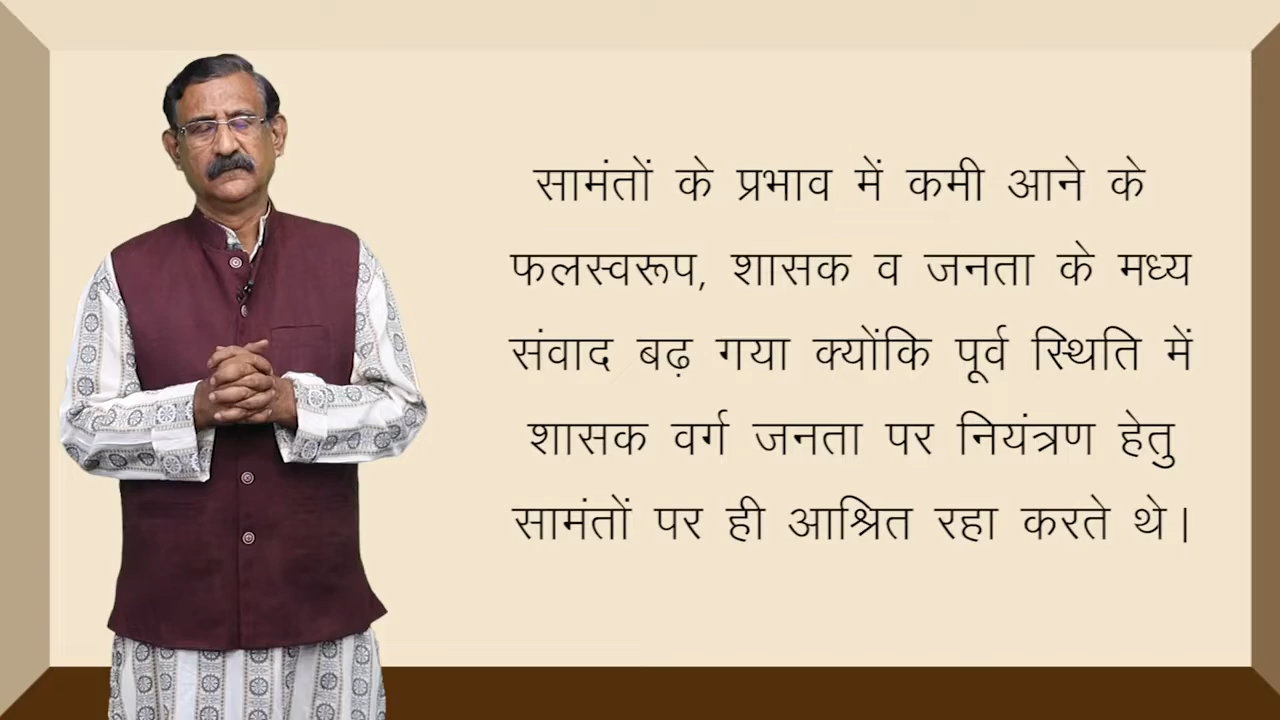 सामंतों के प्रभाव में कमी आने के
फलस्वरूप, शासक व जनता के मध्य
संवाद बढ़ गया क्योंकि पूर्व स्थिति में
शासक वर्ग जनता पर नियंत्रण हेतु
सामंतों पर ही आश्रित रहा करते थे।